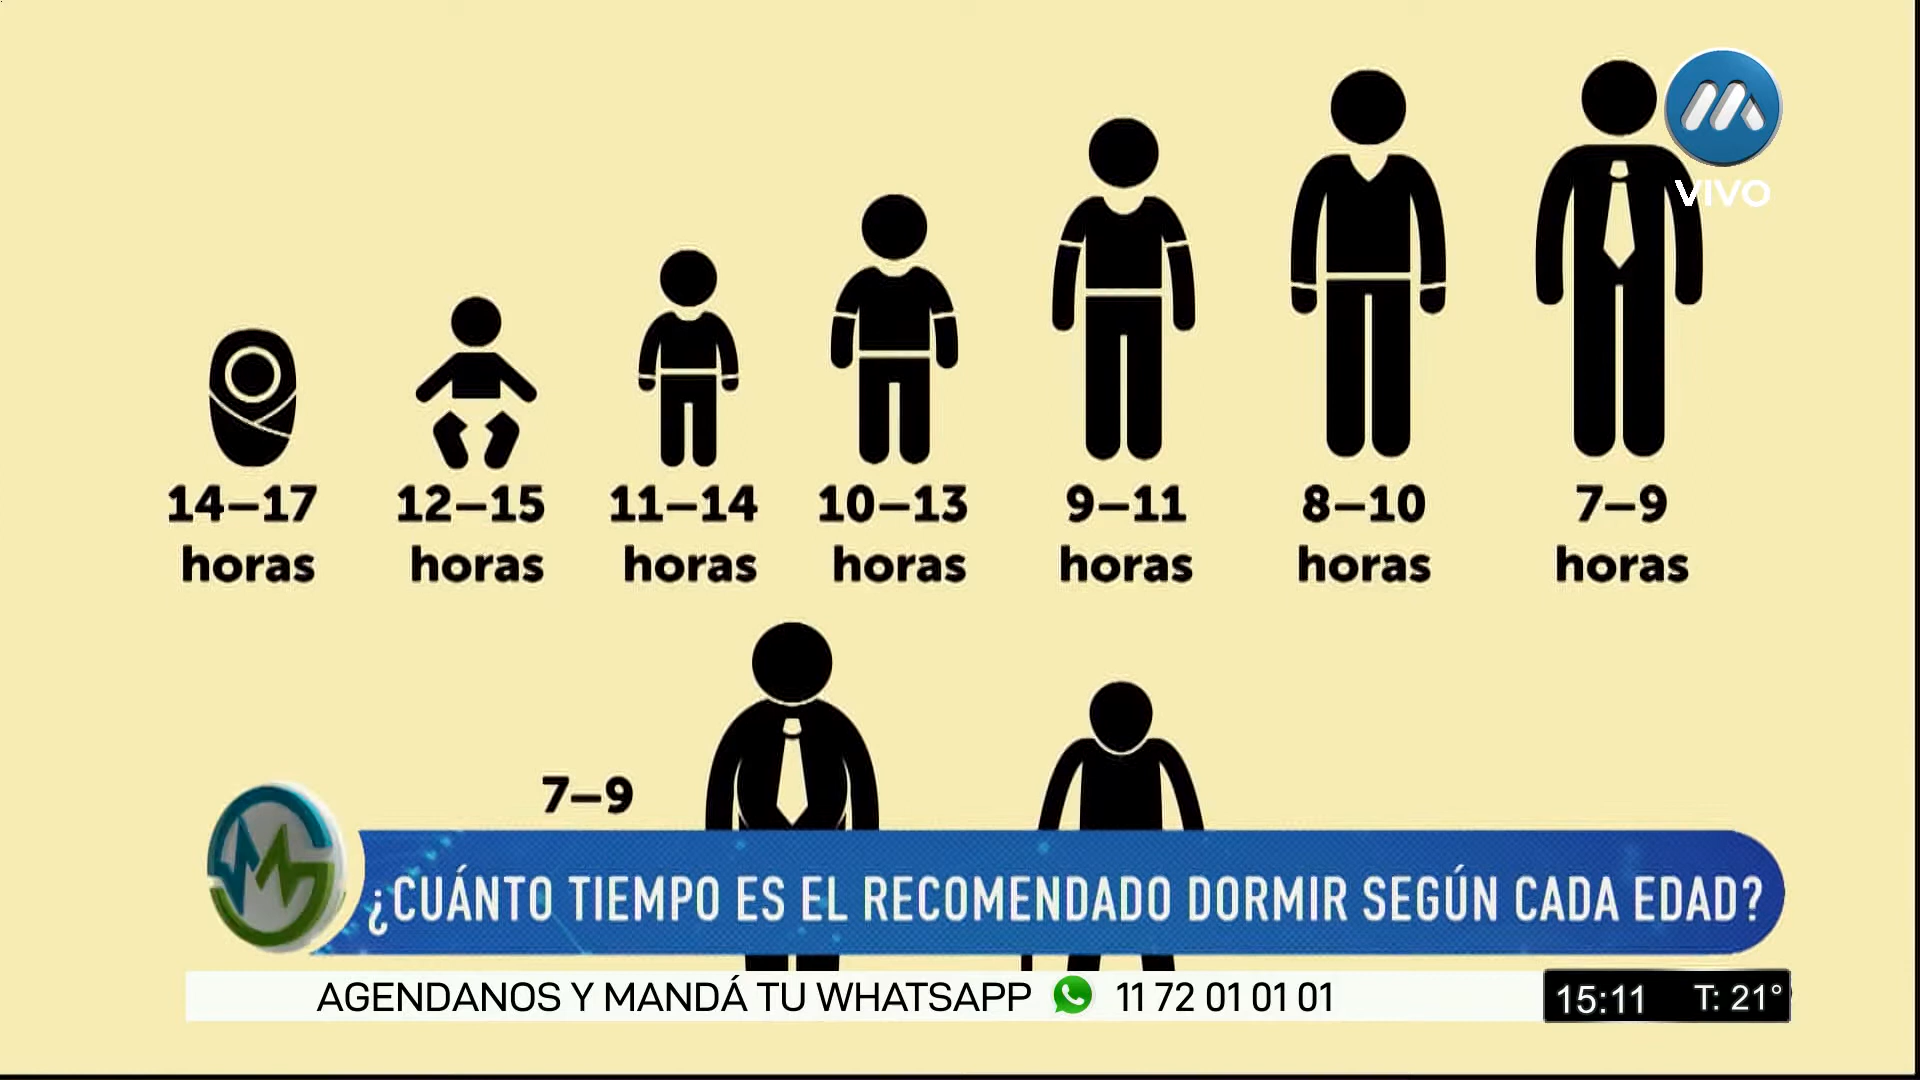 VIVO
14–17 12–15 11–14 10–13 9–11 8–10 7–9
horas horas horas horas horas horas horas
7–9
¿CUÁNTO TIEMPO ES EL RECOMENDADO DORMIR SEGÚN CADA EDAD?
AGENDANOS Y MANDÁ TU WHATSAPP 11 72 01 01 01
15:11 T: 21°